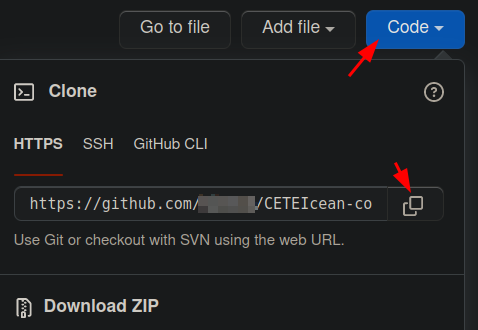 Go to file
Add file
Code
Clone
HTTPS
SSH
GitHub CLI
https://github.com/ /CETEIcean-co
Use Git or checkout with SVN using the web URL.
Download ZIP